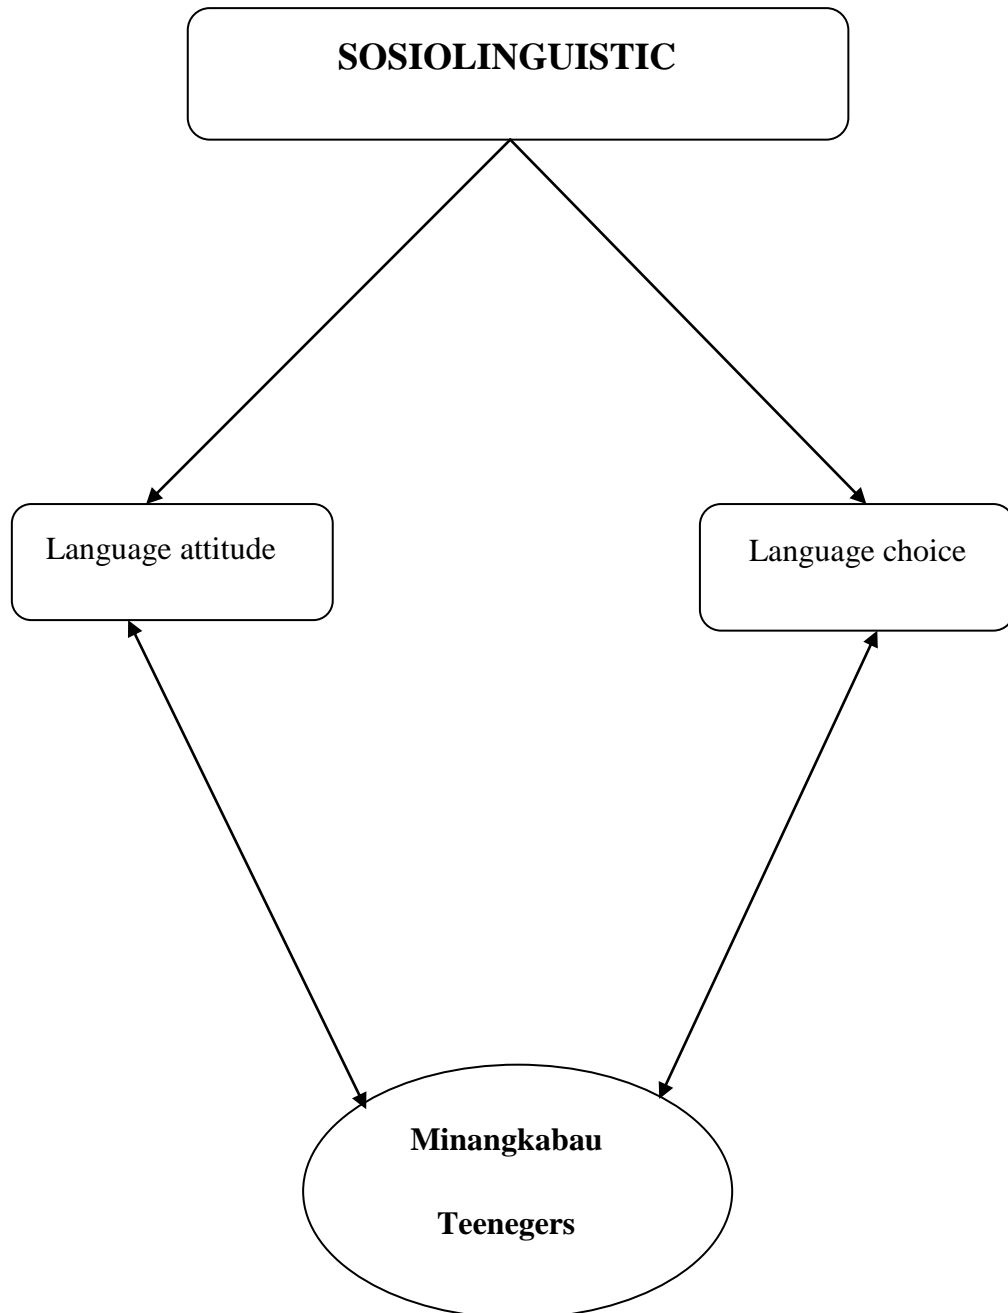 SOSIOLINGUISTIC
Language attitude
Language choice
Minangkabau
Teenegers